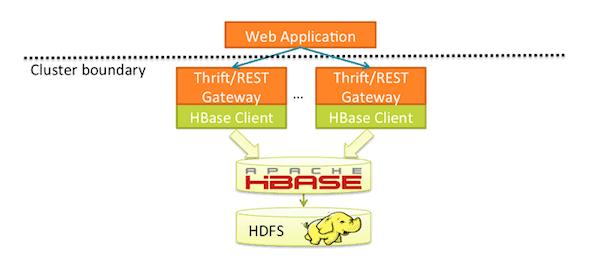 Web Application
Cluster boundary
Thrift/REST
Gateway
HBase Client
...
Thrift/REST
Gateway
HBase Client
APACHE
HBASE
HDFS